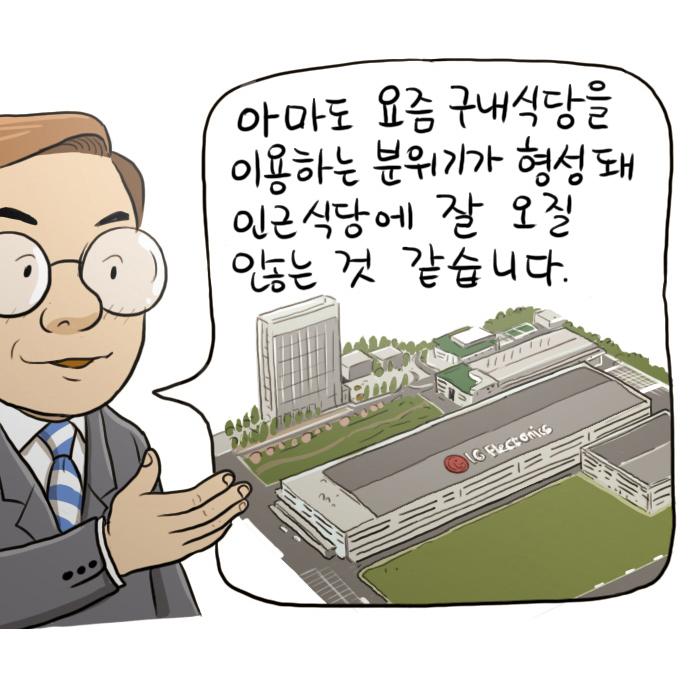 아마도 요즘 구내식당을
이용하는 분위기가 형성돼
인근 식당에 잘 오질
않는 것 같습니다.
LG Electronics